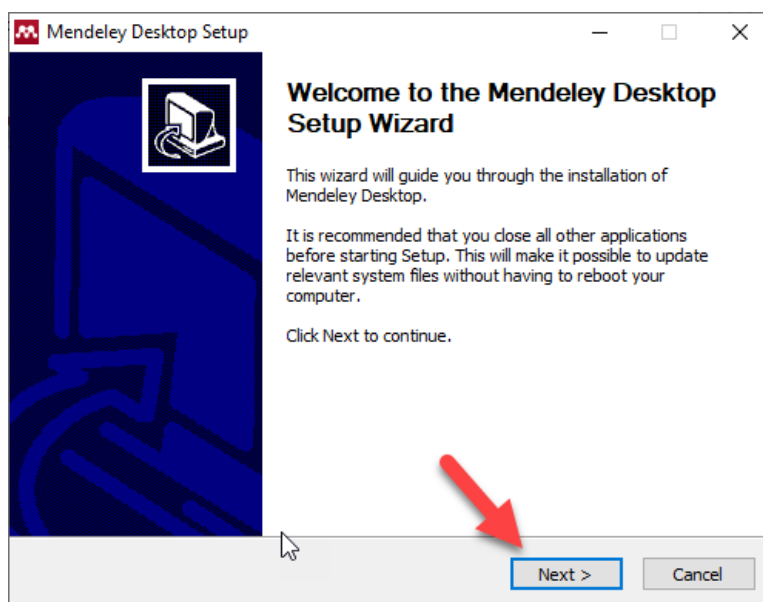 Mendeley Desktop Setup
Welcome to the Mendeley Desktop
Setup Wizard
This wizard will guide you through the installation of
Mendeley Desktop.
It is recommended that you close all other applications
before starting Setup. This will make it possible to update
relevant system files without having to reboot your
computer.
Click Next to continue.
Next >
Cancel